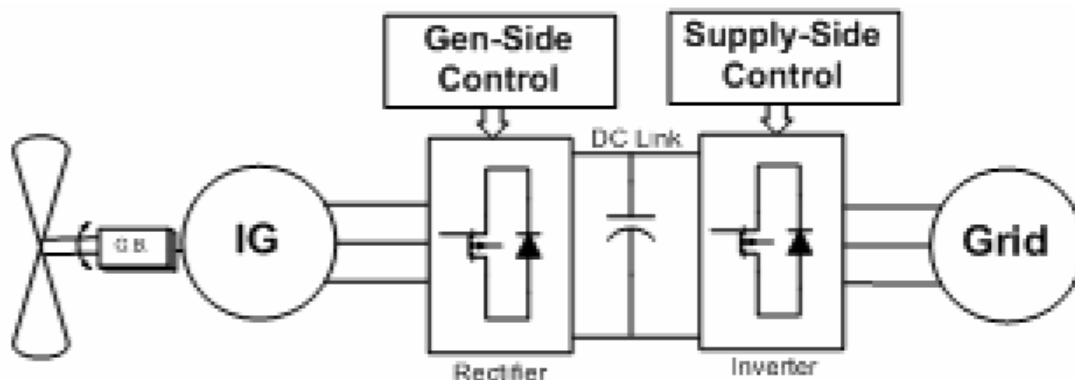 Gen-Side
Control
Supply-Side
Control
DC Link
G.B.
IG
Grid
Rectifier
Inverter